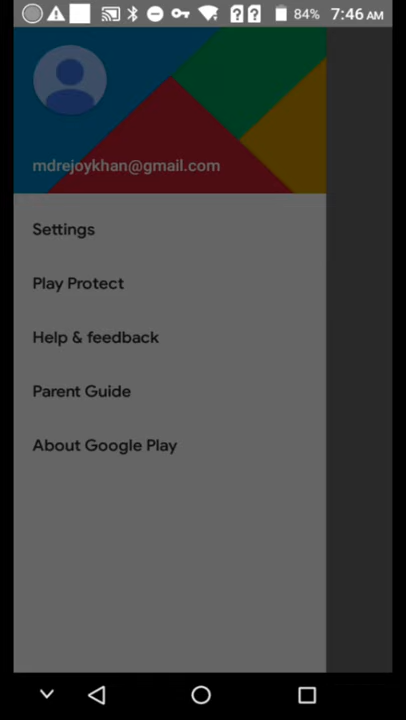 84% 7:46 AM
mdrejoykhan@gmail.com
Settings
Play Protect
Help & feedback
Parent Guide
About Google Play